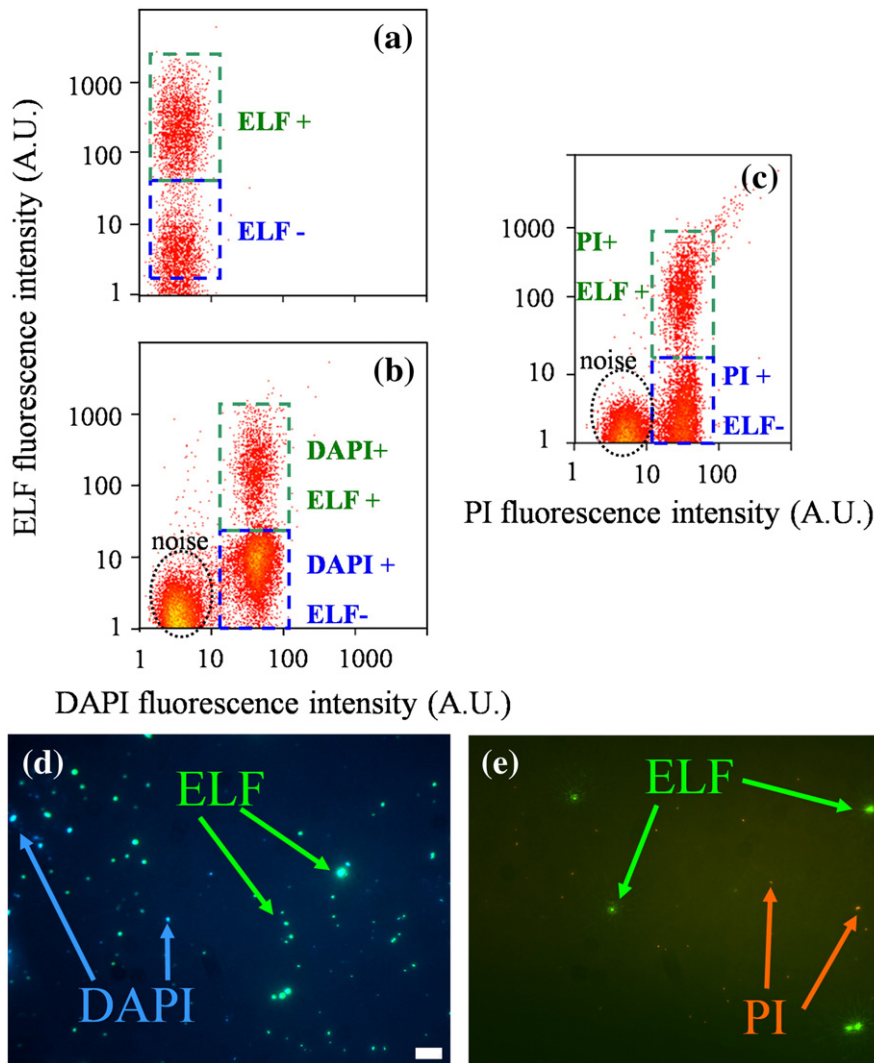 (a)
ELF fluorescence intensity (A.U.)
1000
100
10
1
ELF +
ELF -
(b)
1000
100
10
1
noise
DAPI+
ELF +
DAPI +
ELF-
1
10
100
1000
DAPI fluorescence intensity (A.U.)
(c)
1000
100
10
1
PI+
ELF +
noise
PI +
ELF-
1
10
100
PI fluorescence intensity (A.U.)
(d)
ELF
DAPI
(e)
ELF
PI